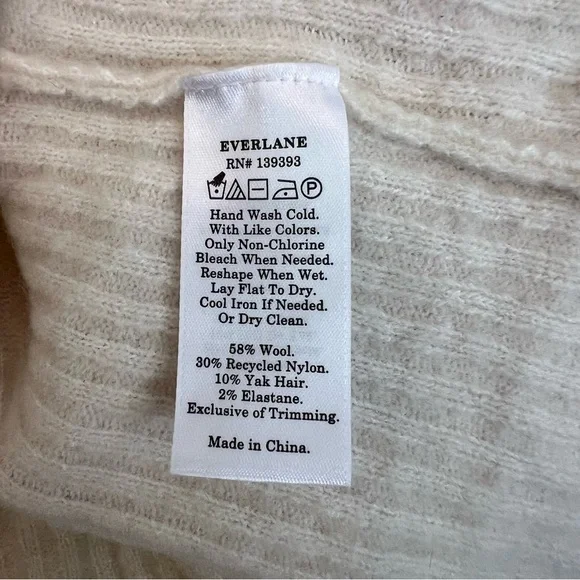 EVERLANE
RN# 139393
P
Hand Wash Cold.
With Like Colors.
Only Non-Chlorine
Bleach When Needed.
Reshape When Wet.
Lay Flat To Dry.
Cool Iron If Needed.
Or Dry Clean.
58% Wool.
30% Recycled Nylon.
10% Yak Hair.
2% Elastane.
Exclusive of Trimming.
Made in China.